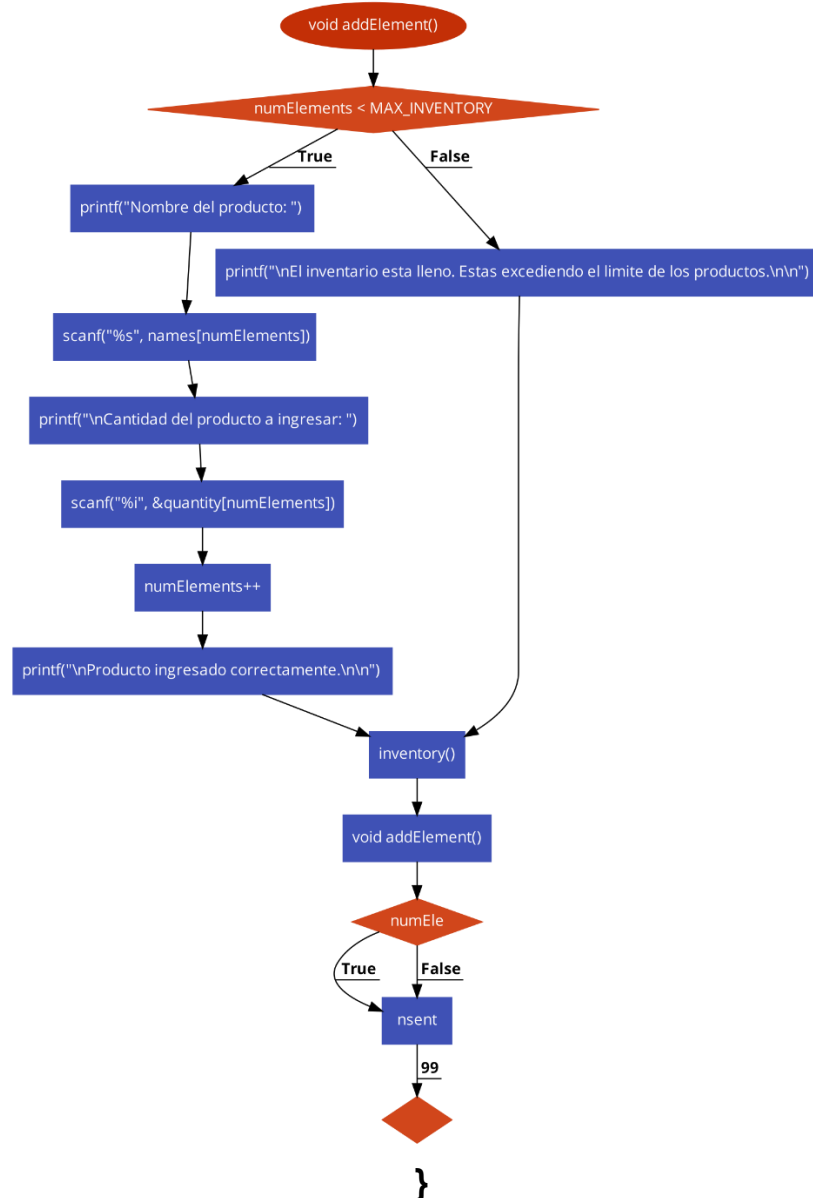 void addElement()
numElements < MAX_INVENTORY
True
False
printf("Nombre del producto: ")
printf("\nEl inventario esta lleno. Estas excediendo el limite de los productos.\n\n")
scanf("%s", names[numElements])
printf("\nCantidad del producto a ingresar: ")
scanf("%i", &quantity[numElements])
numElements++
printf("\nProducto ingresado correctamente.\n\n")
inventory()
void addElement()
numEle
True
False
nsent
99
}